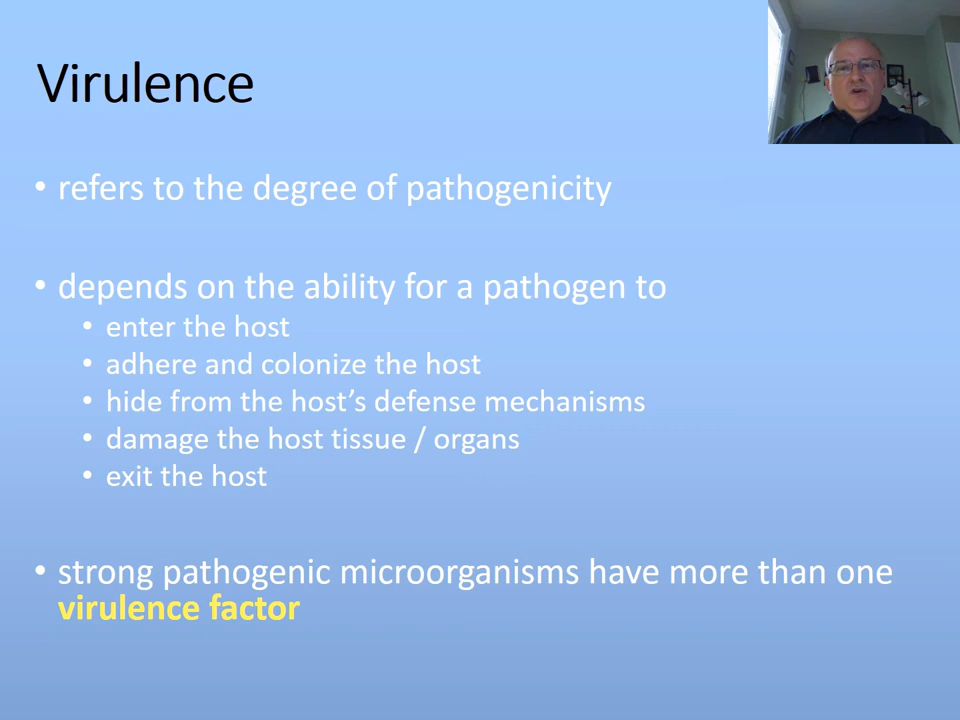 Virulence
• refers to the degree of pathogenicity
• depends on the ability for a pathogen to
• enter the host
• adhere and colonize the host
• hide from the host’s defense mechanisms
• damage the host tissue / organs
• exit the host
• strong pathogenic microorganisms have more than one
virulence factor